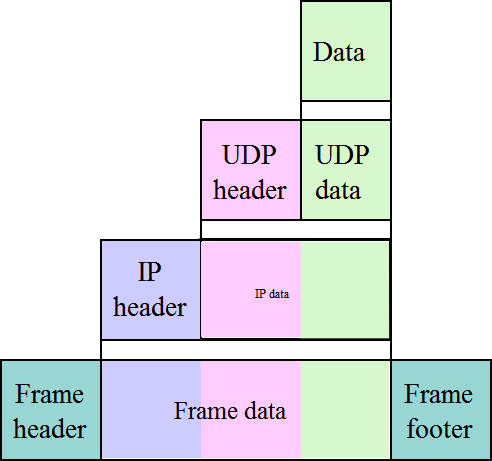 Data
UDP
header
UDP
data
IP
header
IP data
Frame
header
Frame data
Frame
footer